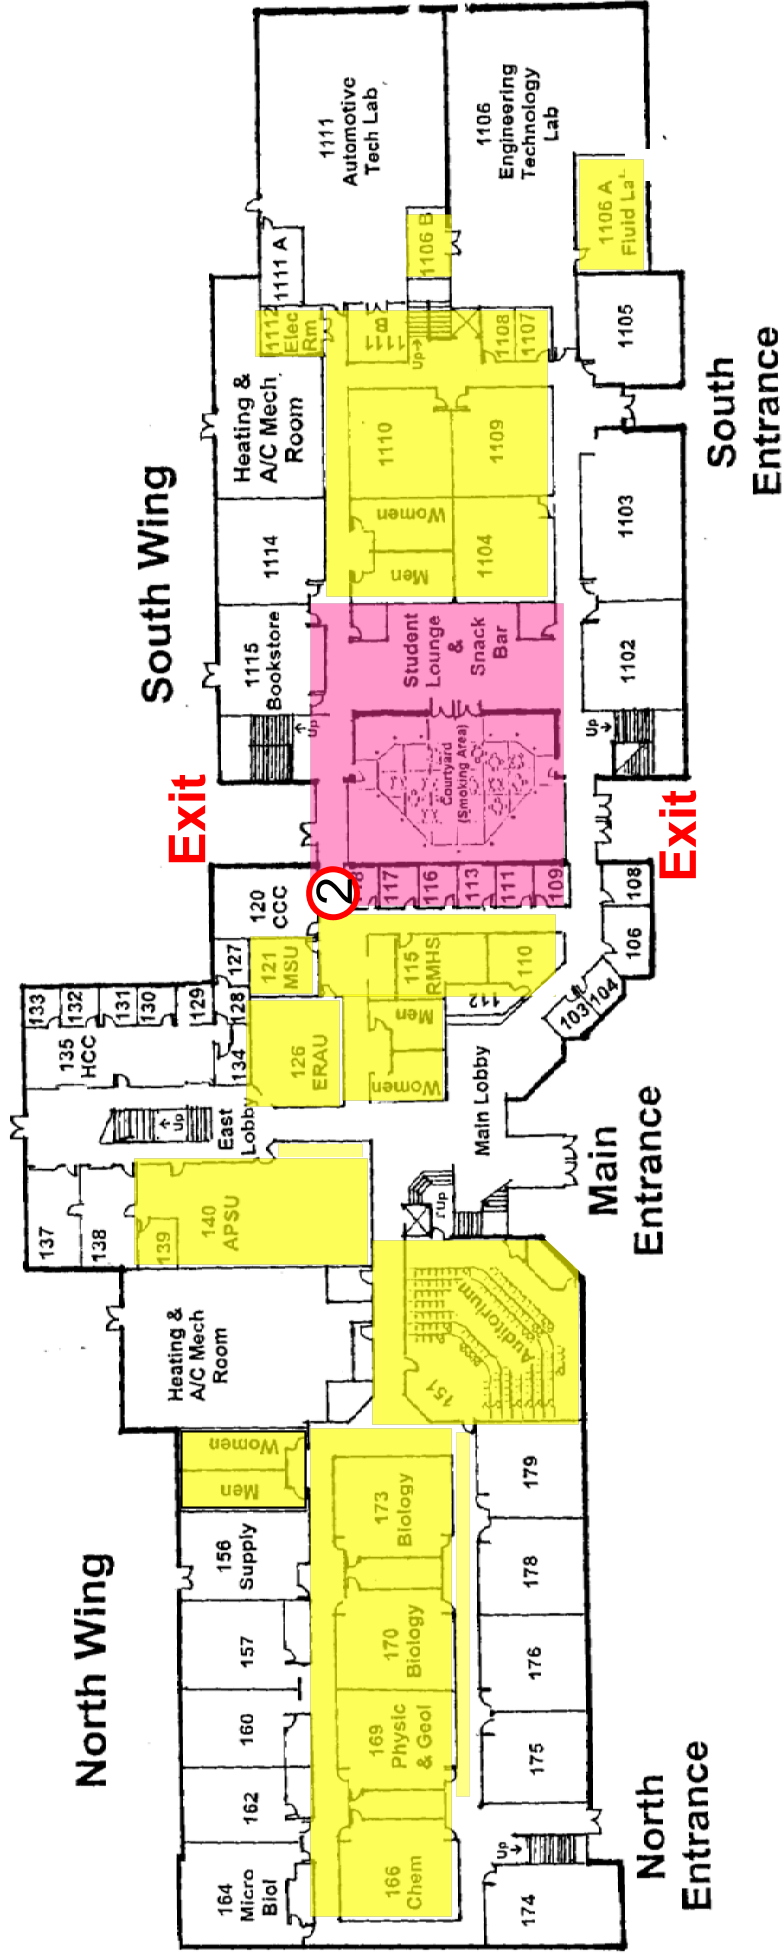 North Wing
South Wing
Exit
Exit
North
Entrance
Main
Entrance
South
Entrance
164
Micro
Biol
162
160
157
156
Supply
Men
Women
Heating &
A/C Mech
Room
137
138
139
140
APSU
East
Lobby
Up
135
HCC
133
132
131
130
129
128
127
134
126
ERAU
121
MSU
120
CCC
2
166
Chem
169
Physic
& Geol
170
Biology
173
Biology
174
Up
175
176
178
179
151
Auditorium
Up
Main Lobby
Women
Men
112
115
RMHS
110
103
104
106
108
117
116
113
111
109
Courtyard
(Smoking Area)
Student
Lounge
&
Snack
Bar
Up
Up
1115
Bookstore
1114
Heating &
A/C Mech.
Room
1112
Elec
Rm
1111 A
1111
Automotive
Tech Lab
Men
Women
1104
1110
1109
1108
1107
Up
1106 B
1106
Engineering
Technology
Lab
1106 A
Fluid
1102
1103
1105